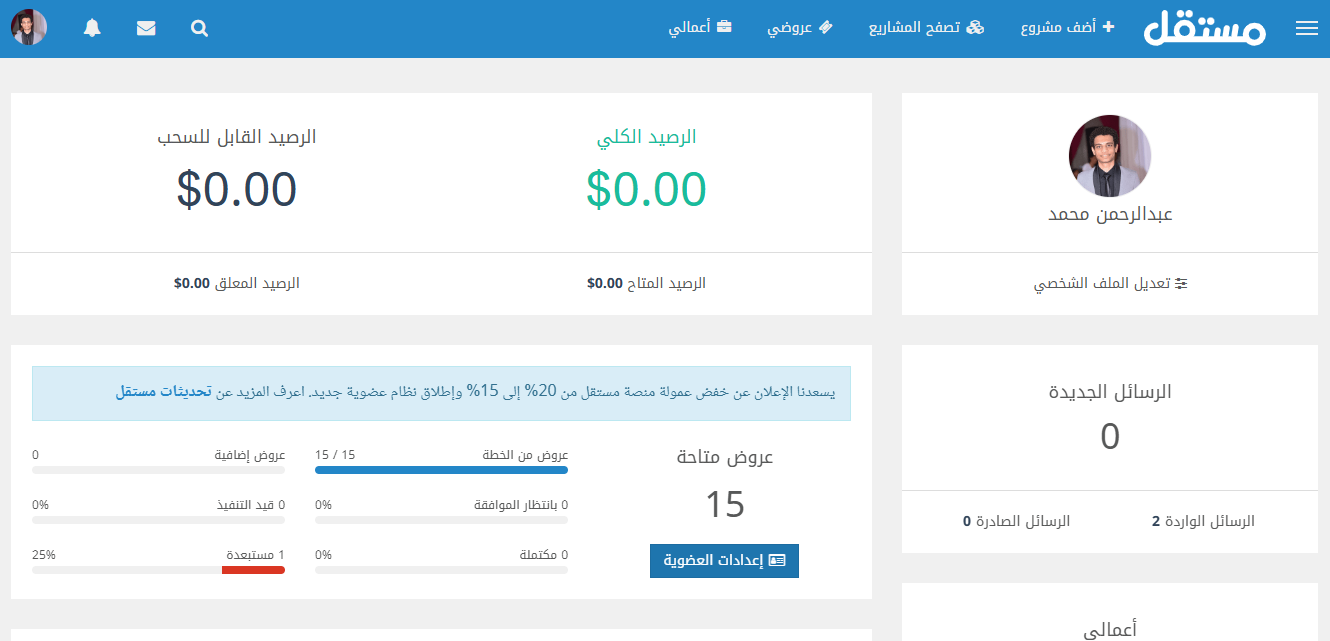 مستقل
أضف مشروع
تصفح المشاريع
عروضي
أعمالي
عبدالرحمن محمد
تعديل الملف الشخصي
الرصيد الكلي
$0.00
الرصيد القابل للسحب
$0.00
الرصيد المتاح $0.00
الرصيد المعلق $0.00
الرسائل الجديدة
0
الرسائل الواردة 2
الرسائل الصادرة 0
أعمالي
يسعدنا الإعلان عن خفض عمولة منصة مستقل من 20% إلى 15% وإطلاق نظام عضوية جديد. اعرف المزيد عن تحديثات مستقل
عروض متاحة
15
إعدادات العضوية
عروض من الخطة 15 / 15
عروض إضافية 0
0 بانتظار الموافقة 0%
0 قيد التنفيذ 0%
0 مكتملة 0%
1 مستبعدة 25%